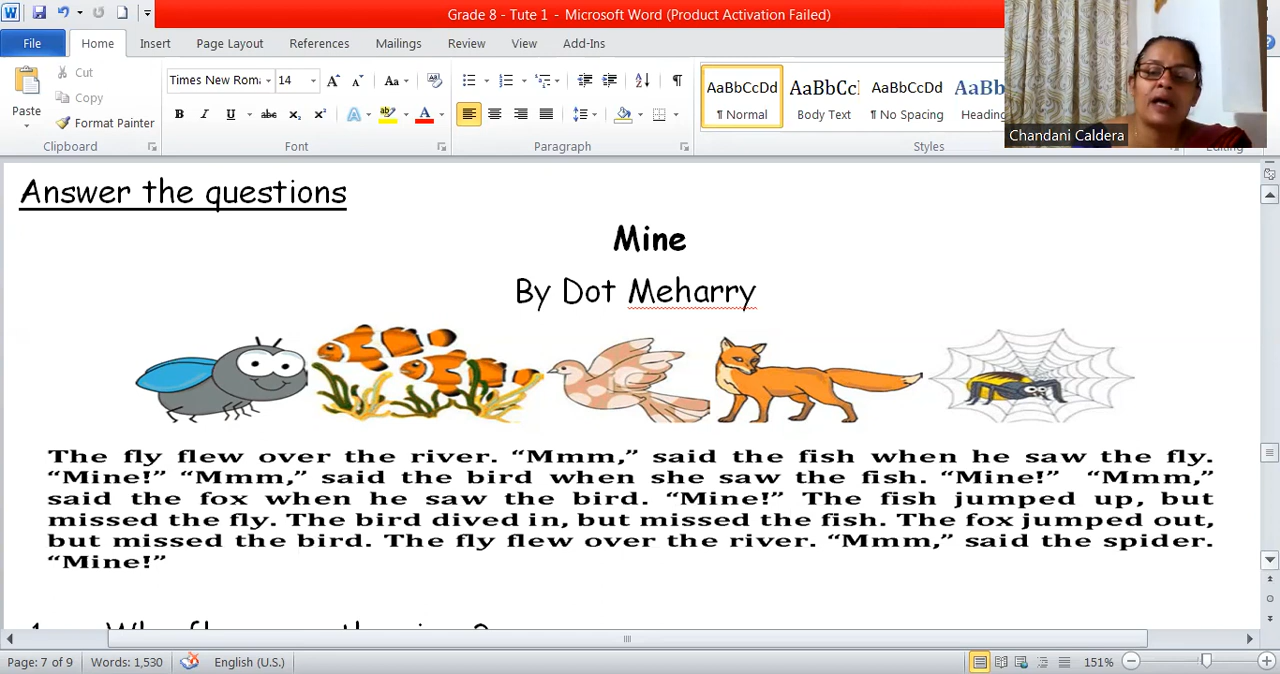 Grade 8 - Tute 1 - Microsoft Word (Product Activation Failed)
File Home Insert Page Layout References Mailings Review View Add-Ins
Paste
Cut
Copy
Format Painter
Clipboard
Times New Roma 14
Font
Paragraph
AaBbCcDd AaBbCcI AaBbCcDd AaBbC
¶ Normal Body Text ¶ No Spacing Heading
Styles
Editing
Chandani Caldera
Answer the questions
Mine
By Dot Meharry
The fly flew over the river. “Mmm,” said the fish when he saw the fly.
“Mine!” “Mmm,” said the bird when she saw the fish. “Mine!” “Mmm,”
said the fox when he saw the bird. “Mine!” The fish jumped up, but
missed the fly. The bird dived in, but missed the fish. The fox jumped out,
but missed the bird. The fly flew over the river. “Mmm,” said the spider.
“Mine!”
Page: 7 of 9 Words: 1,530 English (U.S.) 151%